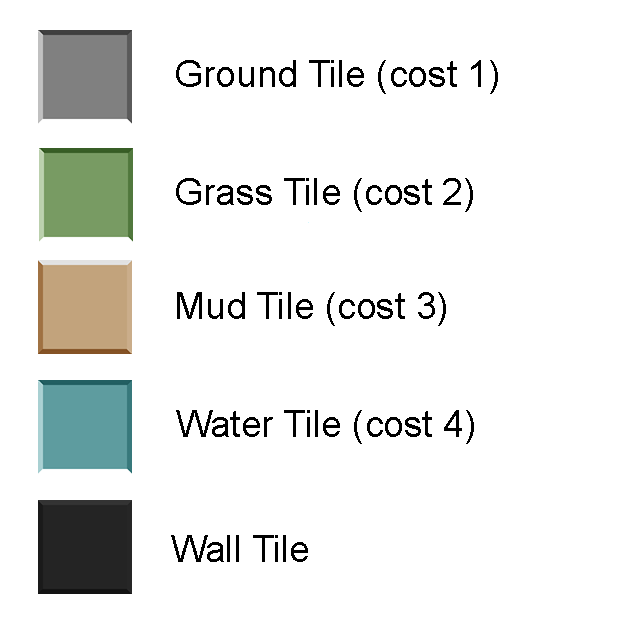 Ground Tile (cost 1)
Grass Tile (cost 2)
Mud Tile (cost 3)
Water Tile (cost 4)
Wall Tile